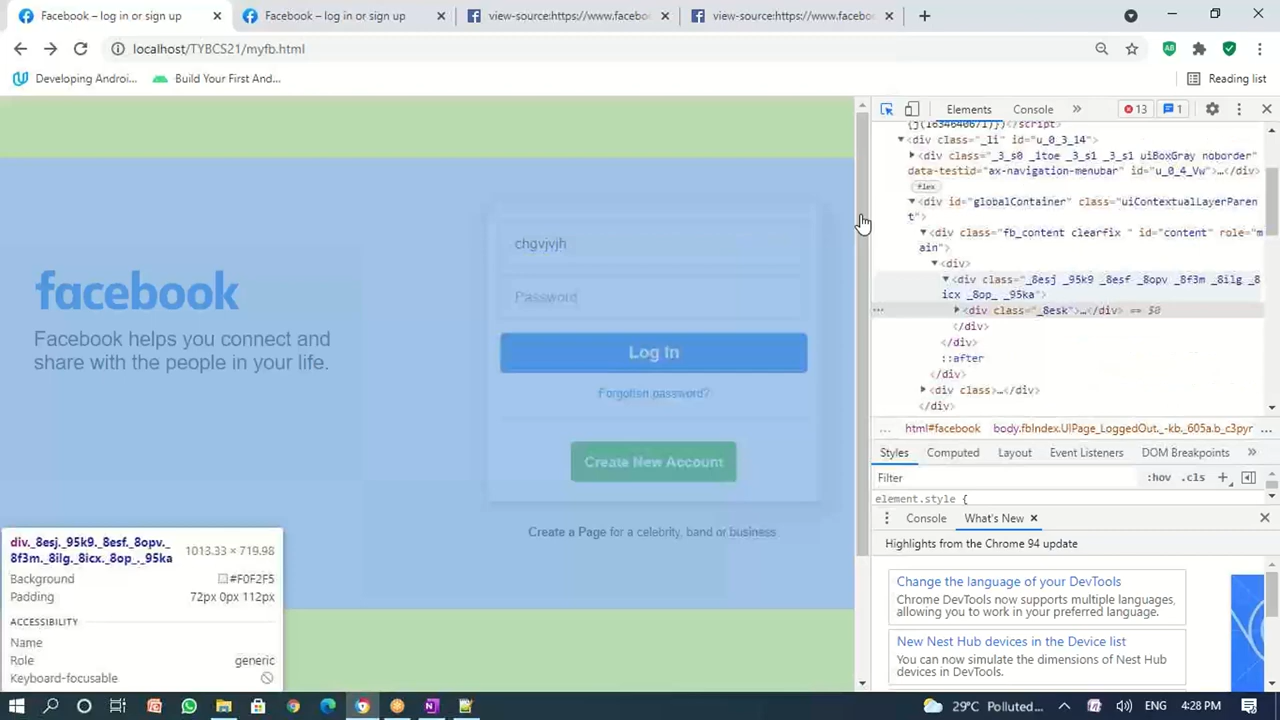 Facebook – log in or sign up
Facebook – log in or sign up
view-source:https://www.facebo
view-source:https://www.facebo
localhost/TYBCS21/myfb.html
AB
Developing Androi...
Build Your First And...
Reading list
Elements
Console
13
1
{j(1634640671)})</script>
<div class="_li" id="u_0_3_14">
<div class="_3_s0 _1toe _3_s1 _3_s1 uiBoxGray noborder"
data-testid="ax-navigation-menubar" id="u_0_4_Vw">…</div>
flex
<div id="globalContainer" class="uiContextualLayerParen
t">
<div class="fb_content clearfix " id="content" role="m
ain">
<div>
<div class="_8esj _95k9 _8esf _8opv _8f3m _8ilg _8
icx _8op_ _95ka">
<div class="_8esk">…</div> == $0
</div>
</div>
::after
</div>
<div class>…</div>
</div>
html#facebook
body.fbIndex.UIPage_LoggedOut._-kb._605a.b_c3pyr
Styles
Computed
Layout
Event Listeners
DOM Breakpoints
Filter
:hov .cls
element.style {
Console
What's New
Highlights from the Chrome 94 update
Change the language of your DevTools
Chrome DevTools now supports multiple languages,
allowing you to work in your preferred language.
New Nest Hub devices in the Device list
You can now simulate the dimensions of Nest Hub
devices in DevTools.
facebook
Facebook helps you connect and
share with the people in your life.
chgvjvjh
Password
Log In
Forgotten password?
Create New Account
Create a Page for a celebrity, band or business.
div._8esj._95k9._8esf._8opv._
8f3m._8ilg._8icx._8op_._95ka
1013.33 × 719.98
Background
#F0F2F5
Padding
72px 0px 112px
ACCESSIBILITY
Name
Role
generic
Keyboard-focusable
29°C Polluted...
ENG
4:28 PM